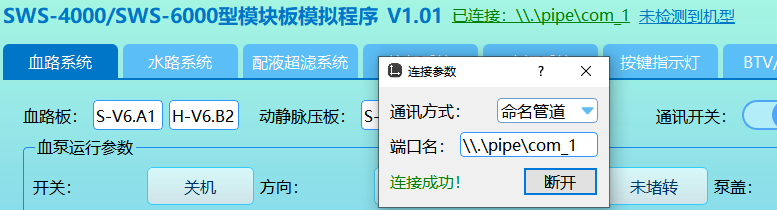 SWS-4000/SWS-6000型模块板模拟程序 V1.01 已连接：\\.\pipe\com_1 未检测到机型
血路系统 水路系统 配液超滤系统 按键指示灯 BTV/
连接参数 ?
血路板： S-V6.A1 H-V6.B2 动静脉压板： S- 通讯开关：
通讯方式： 命名管道
端口名： \\.\pipe\com_1
血泵运行参数
连接成功！ 断开
开关： 关机 方向： 未堵转 泵盖：